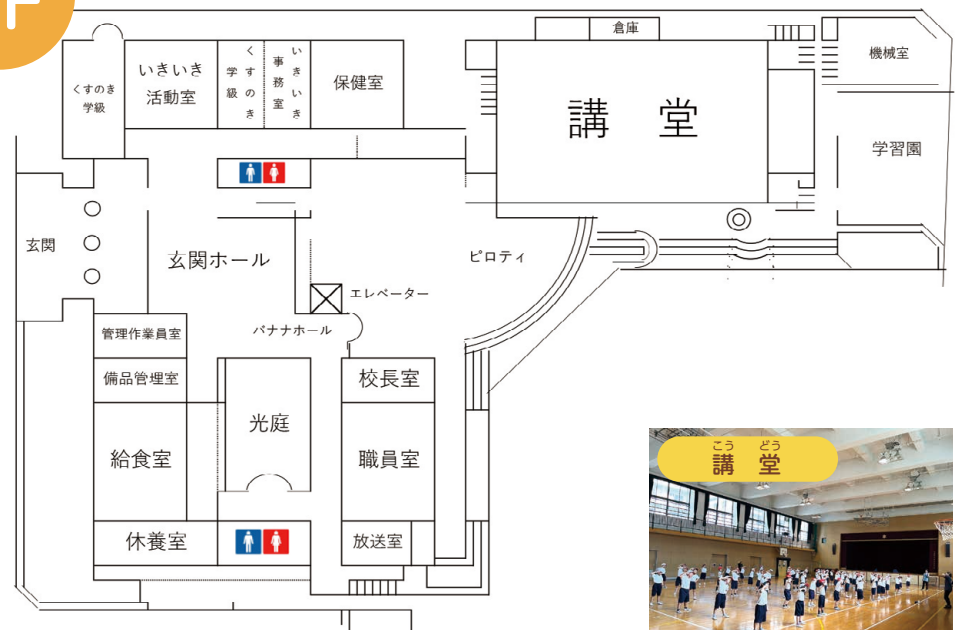 F
倉庫
機械室
くすのき
学級
いきいき
活動室
くすのき
学級
いきいき
事務室
保健室
講 堂
学習園
玄関
玄関ホール
ピロティ
エレベーター
バナナホール
管理作業員室
備品管理室
校長室
光庭
給食室
職員室
休養室
放送室
こう どう
講 堂